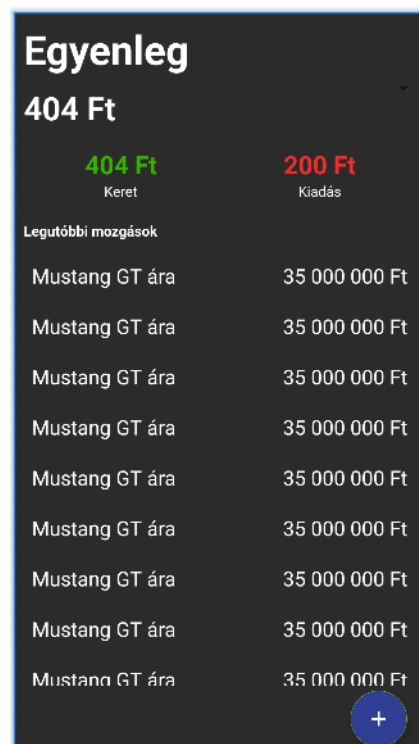 Egyenleg
404 Ft
404 Ft 200 Ft
Keret Kiadás
Legutóbbi mozgások
Mustang GT ára 35 000 000 Ft
Mustang GT ára 35 000 000 Ft
Mustang GT ára 35 000 000 Ft
Mustang GT ára 35 000 000 Ft
Mustang GT ára 35 000 000 Ft
Mustang GT ára 35 000 000 Ft
Mustang GT ára 35 000 000 Ft
Mustang GT ára 35 000 000 Ft
Mustang GT ára 35 000 000 Ft
+